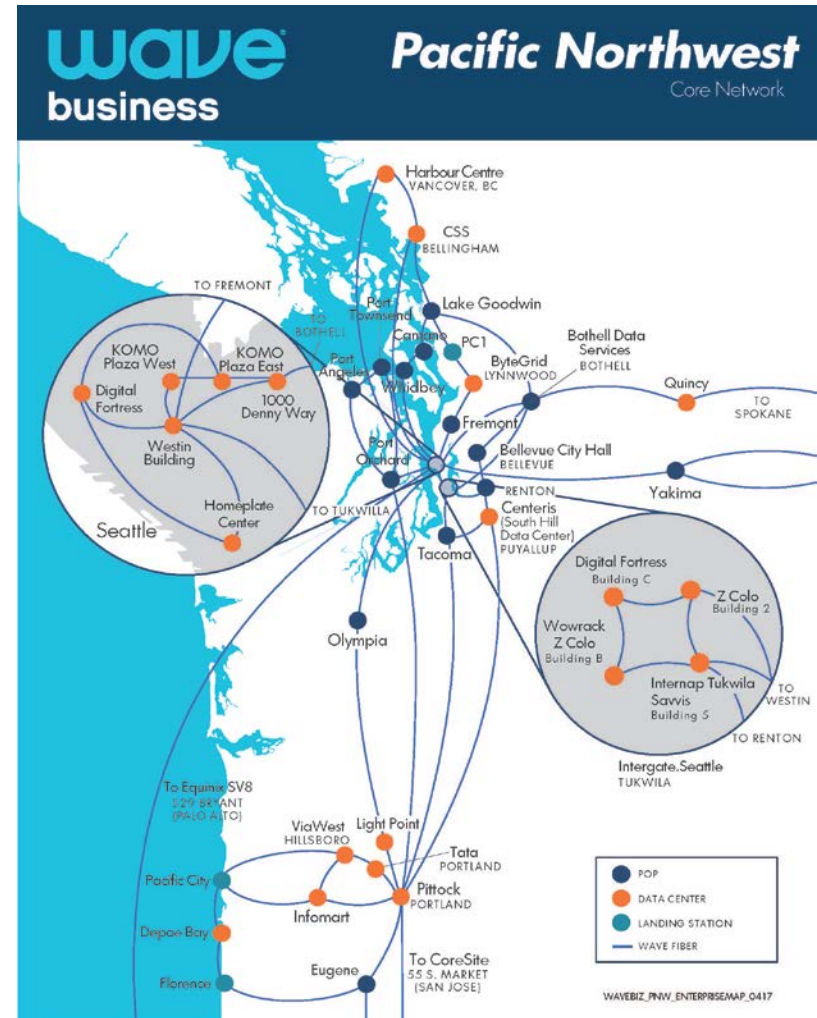 wave
business
Pacific Northwest
Core Network
Harbour Centre
VANCOVER, BC
CSS
BELLINGHAM
TO FREMONT
TO
BOTHELL
Port
Townsend
Lake Goodwin
Camano
PC1
Port
Angeles
Whidbey
ByteGrid
LYNNWOOD
Bothell Data
Services
BOTHELL
Quincy
TO
SPOKANE
KOMO
Plaza West
KOMO
Plaza East
Digital
Fortress
1000
Denny Way
Westin
Building
Homeplate
Center
Seattle
TO TUKWILLA
Fremont
Port
Orchard
Bellevue City Hall
BELLEVUE
RENTON
Yakima
Centeris
(South Hill
Data Center)
PUYALLUP
Tacoma
Olympia
Digital Fortress
Building C
Z Colo
Building 2
Wowrack
Z Colo
Building B
Internap Tukwila
Savvis
Building 5
TO
WESTIN
TO RENTON
Intergate.Seattle
TUKWILA
To Equinix SV8
529 BRYANT
(PALO ALTO)
ViaWest
HILLSBORO
Light Point
Tata
PORTLAND
Pacific City
Infomart
Pittock
PORTLAND
Depoe Bay
Florence
Eugene
To CoreSite
55 S. MARKET
(SAN JOSE)
POP
DATA CENTER
LANDING STATION
WAVE FIBER
WAVEBIZ_PNW_ENTERPRISEMAP_0417